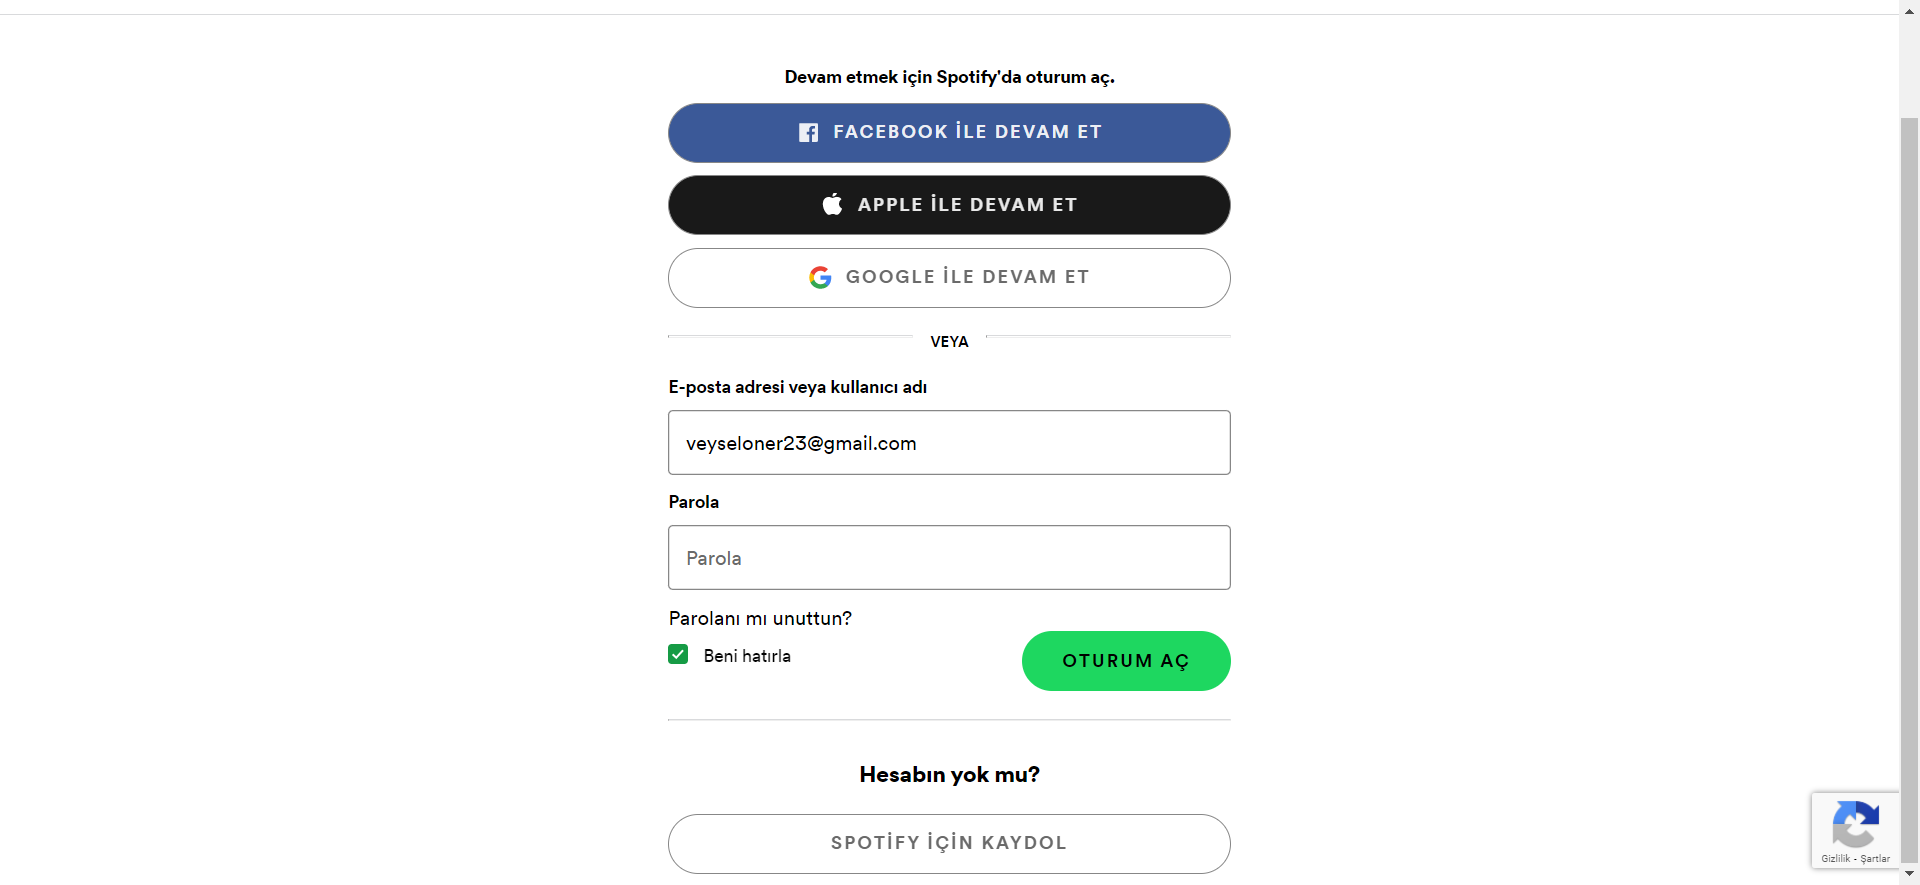 Devam etmek için Spotify'da oturum aç.
FACEBOOK İLE DEVAM ET
APPLE İLE DEVAM ET
GOOGLE İLE DEVAM ET
VEYA
E-posta adresi veya kullanıcı adı
veyseloner23@gmail.com
Parola
Parola
Parolanı mı unuttun?
Beni hatırla
OTURUM AÇ
Hesabın yok mu?
SPOTİFY İÇİN KAYDOL
Gizlilik - Şartlar